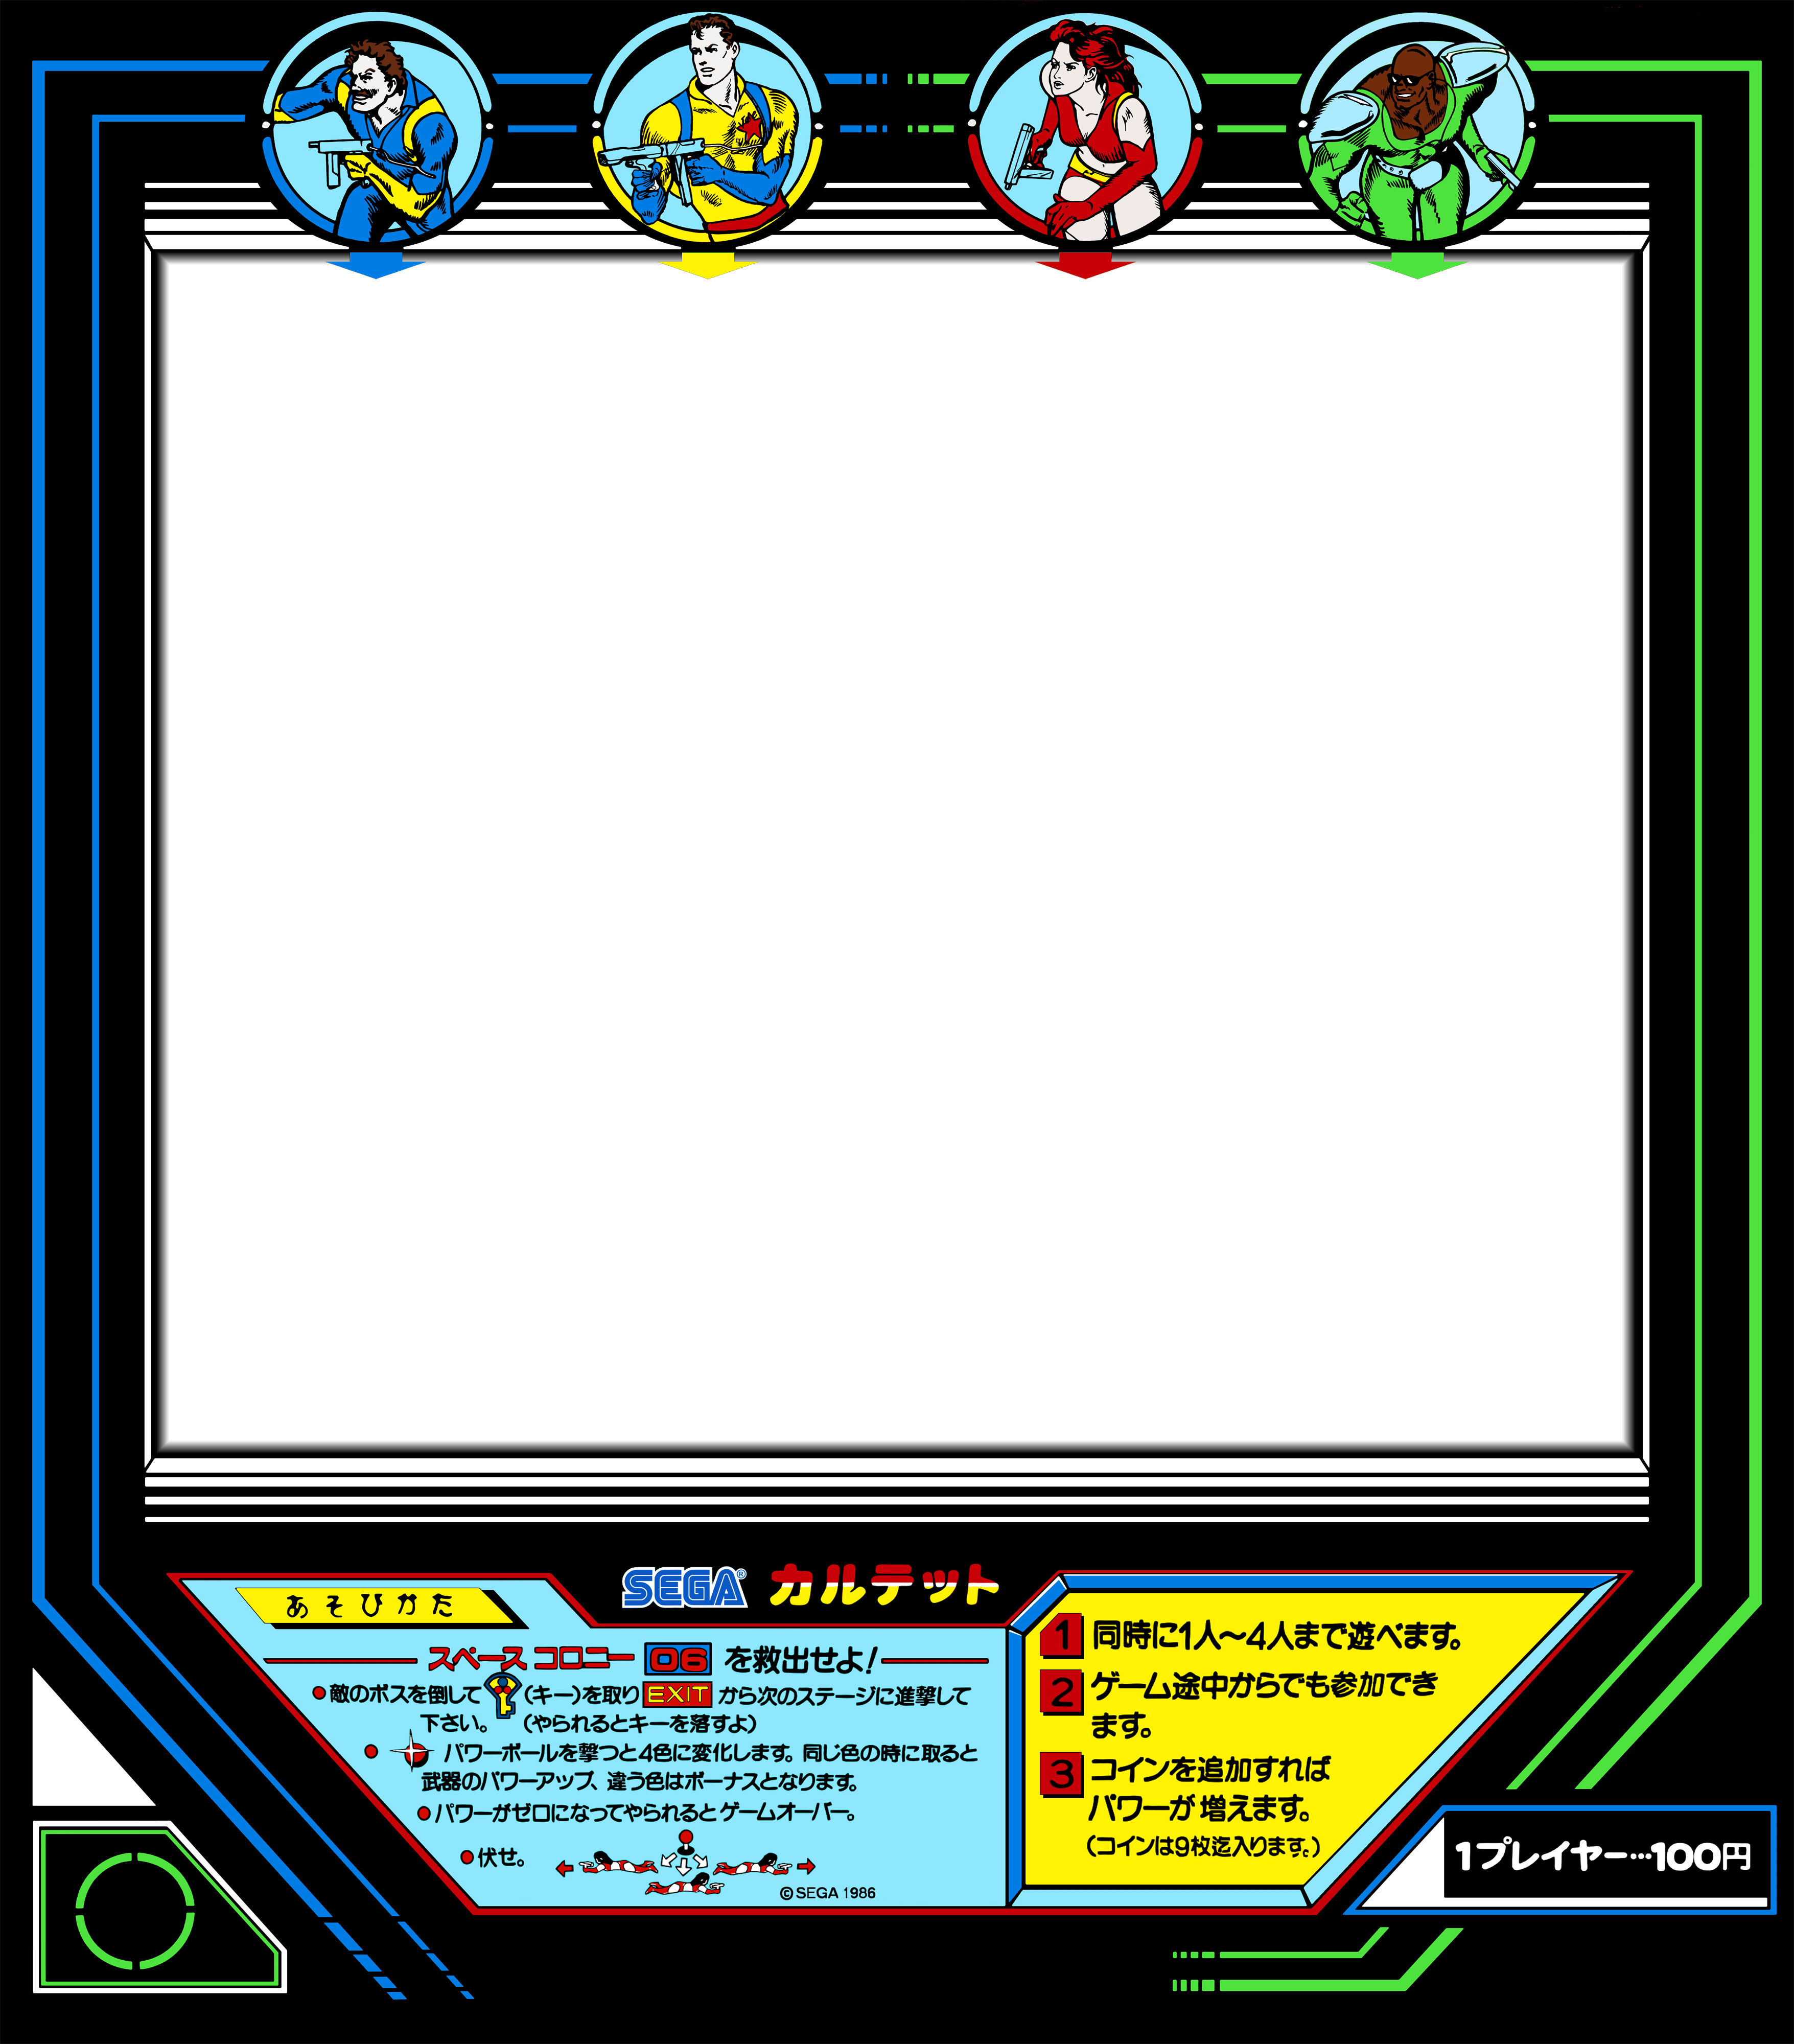 SEGA® カルテット
あそびかた
スペース コロニー 06 を救出せよ!
●敵のボスを倒して(キー)を取り EXIT から次のステージに進撃して
下さい。(やられるとキーを落すよ)
● パワーボールを撃つと4色に変化します。同じ色の時に取ると
武器のパワーアップ、違う色はボーナスとなります。
●パワーがゼロになってやられるとゲームオーバー。
●伏せ。
©SEGA 1986
1 同時に1人〜4人まで遊べます。
2 ゲーム途中からでも参加でき
ます。
3 コインを追加すれば
パワーが増えます。
(コインは9枚迄入ります。)
1プレイヤー…100円